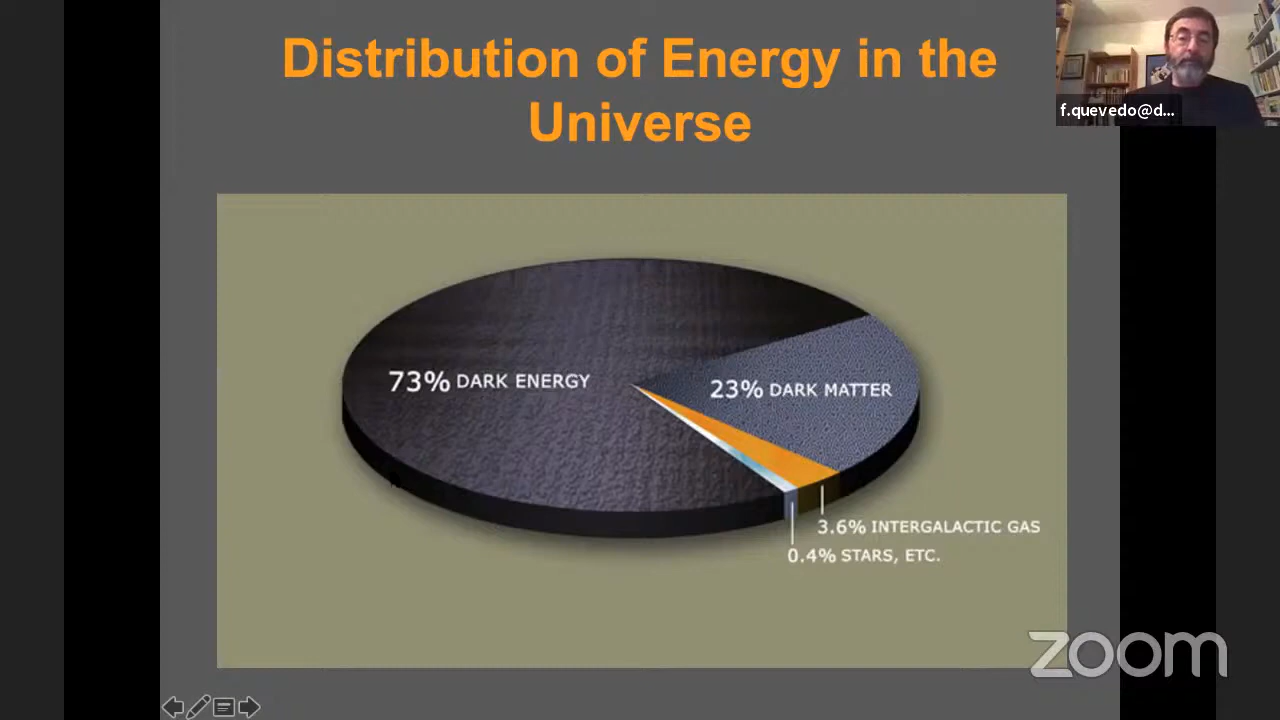 Distribution of Energy in the
Universe
f.quevedo@d...
73% DARK ENERGY
23% DARK MATTER
3.6% INTERGALACTIC GAS
0.4% STARS, ETC.
zoom